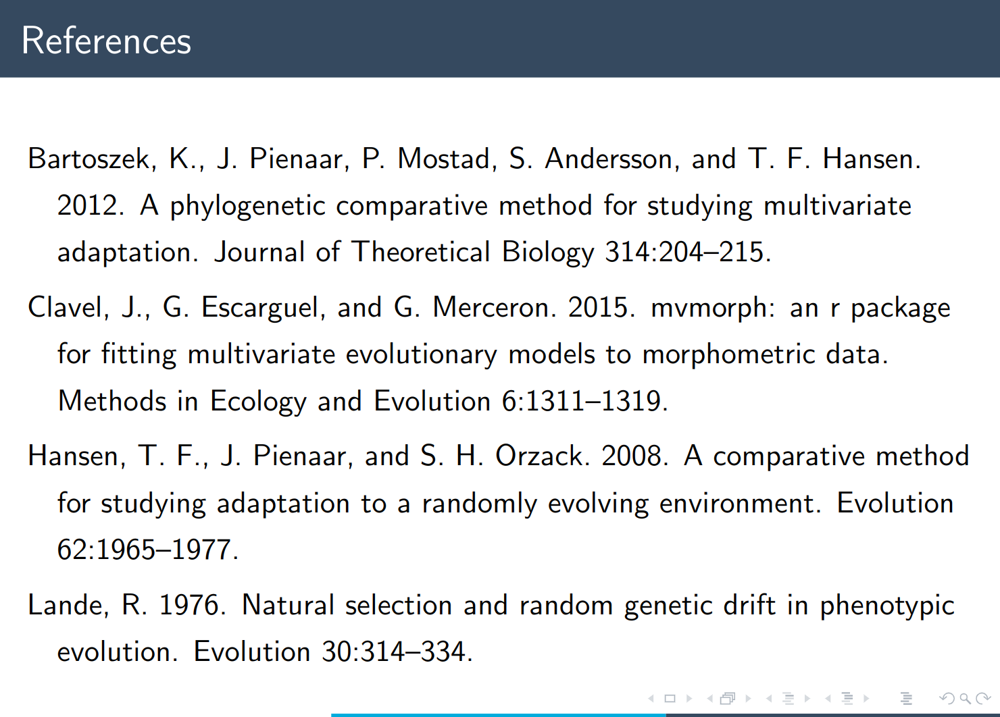 References
Bartoszek, K., J. Pienaar, P. Mostad, S. Andersson, and T. F. Hansen.
2012. A phylogenetic comparative method for studying multivariate
adaptation. Journal of Theoretical Biology 314:204–215.
Clavel, J., G. Escarguel, and G. Merceron. 2015. mvmorph: an r package
for fitting multivariate evolutionary models to morphometric data.
Methods in Ecology and Evolution 6:1311–1319.
Hansen, T. F., J. Pienaar, and S. H. Orzack. 2008. A comparative method
for studying adaptation to a randomly evolving environment. Evolution
62:1965–1977.
Lande, R. 1976. Natural selection and random genetic drift in phenotypic
evolution. Evolution 30:314–334.